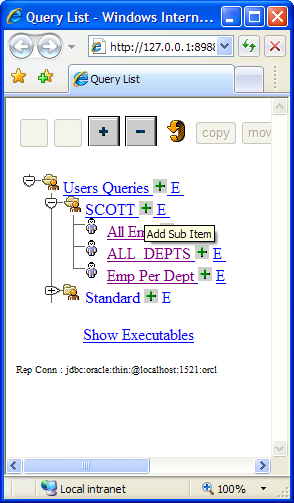 Query List - Windows Intern...
http://127.0.0.1:8988
Query List
copy
mov
Users Queries E
SCOTT E
All Em
Add Sub Item
ALL_DEPTS E
Emp Per Dept E
Standard E
Show Executables
Rep Conn : jdbc:oracle:thin:@localhost:1521:orcl
Local intranet
100%